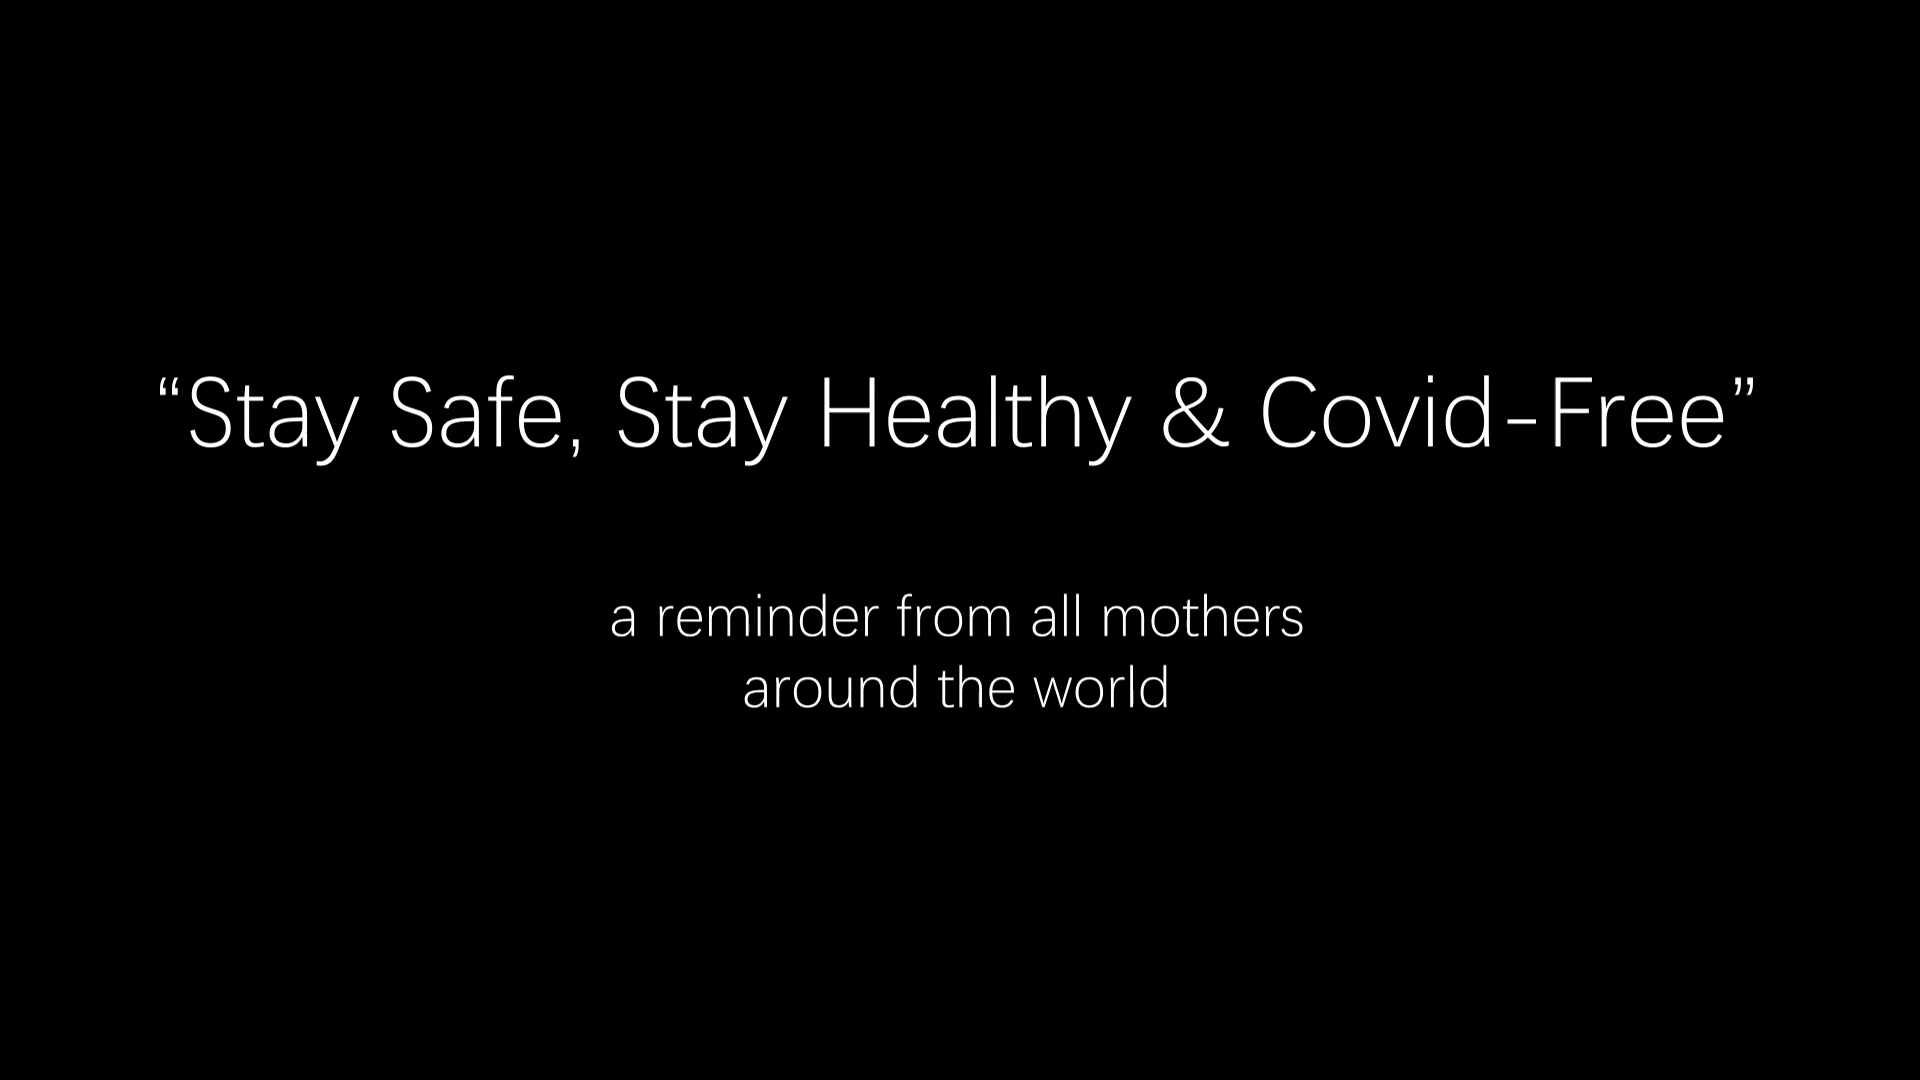 “Stay Safe, Stay Healthy & Covid-Free”
a reminder from all mothers
around the world